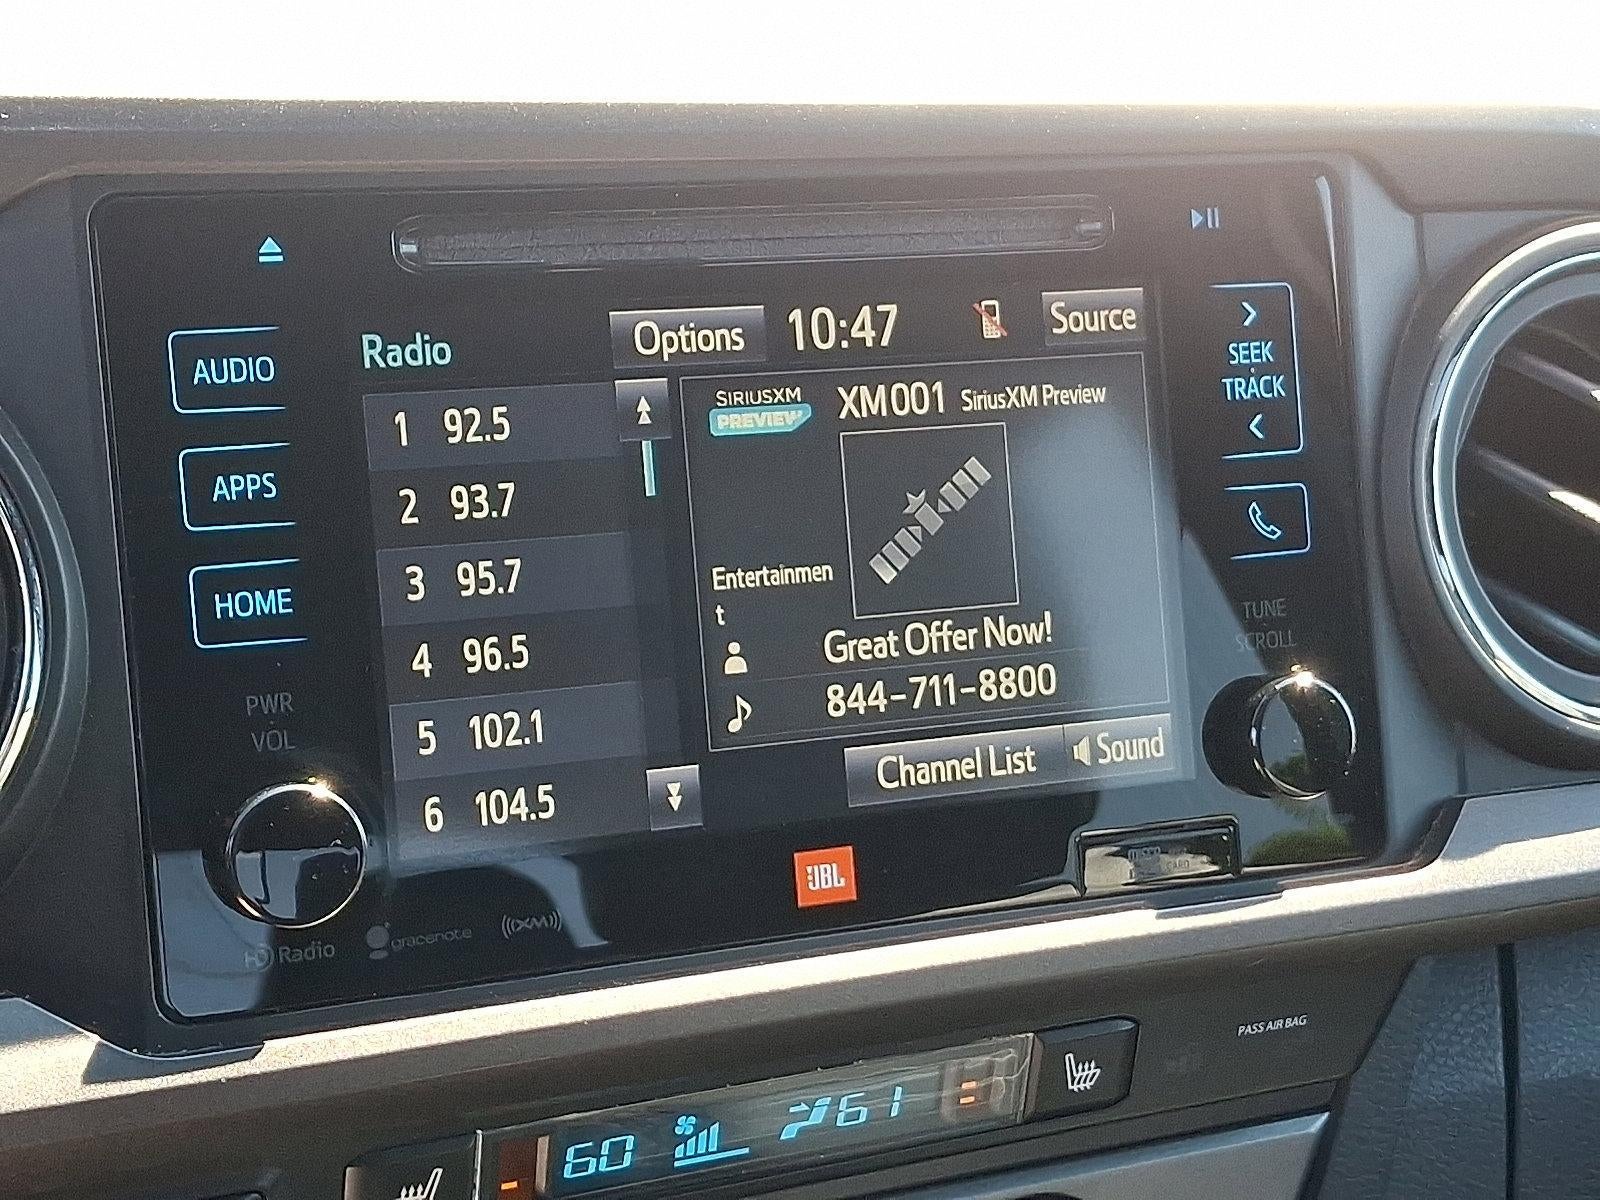 Radio
Options
10:47
Source
AUDIO
APPS
HOME
PWR
VOL
1 92.5
2 93.7
3 95.7
4 96.5
5 102.1
6 104.5
SIRIUSXM
PREVIEW
XM001 SiriusXM Preview
Entertainmen
t
Great Offer Now!
844-711-8800
Channel List
Sound
SEEK
TRACK
TUNE
SCROLL
JBL
HD Radio
gracenote
((XM))
CARD
PASS AIR BAG
60
61